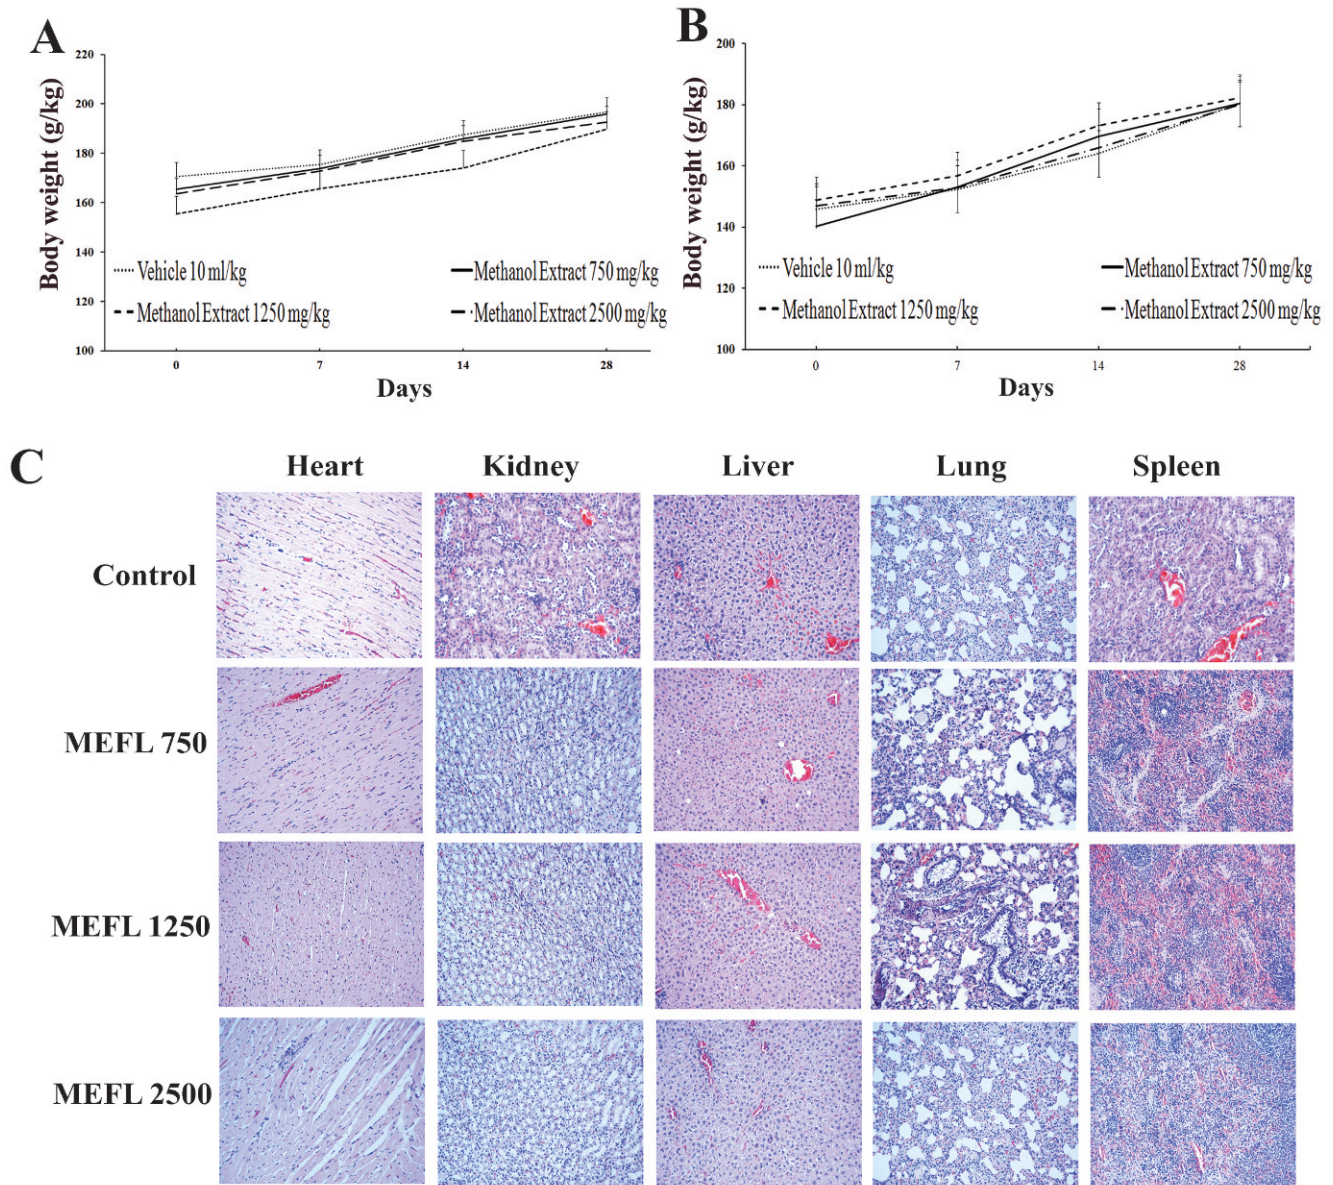 A
Body weight (g/kg)
220
200
180
160
140
120
100
0 7 14 28
Days
Vehicle 10 ml/kg
Methanol Extract 750 mg/kg
Methanol Extract 1250 mg/kg
Methanol Extract 2500 mg/kg
B
Body weight (g/kg)
200
180
160
140
120
100
0 7 14 28
Days
Vehicle 10 ml/kg
Methanol Extract 750 mg/kg
Methanol Extract 1250 mg/kg
Methanol Extract 2500 mg/kg
C
Heart Kidney Liver Lung Spleen
Control
MEFL 750
MEFL 1250
MEFL 2500